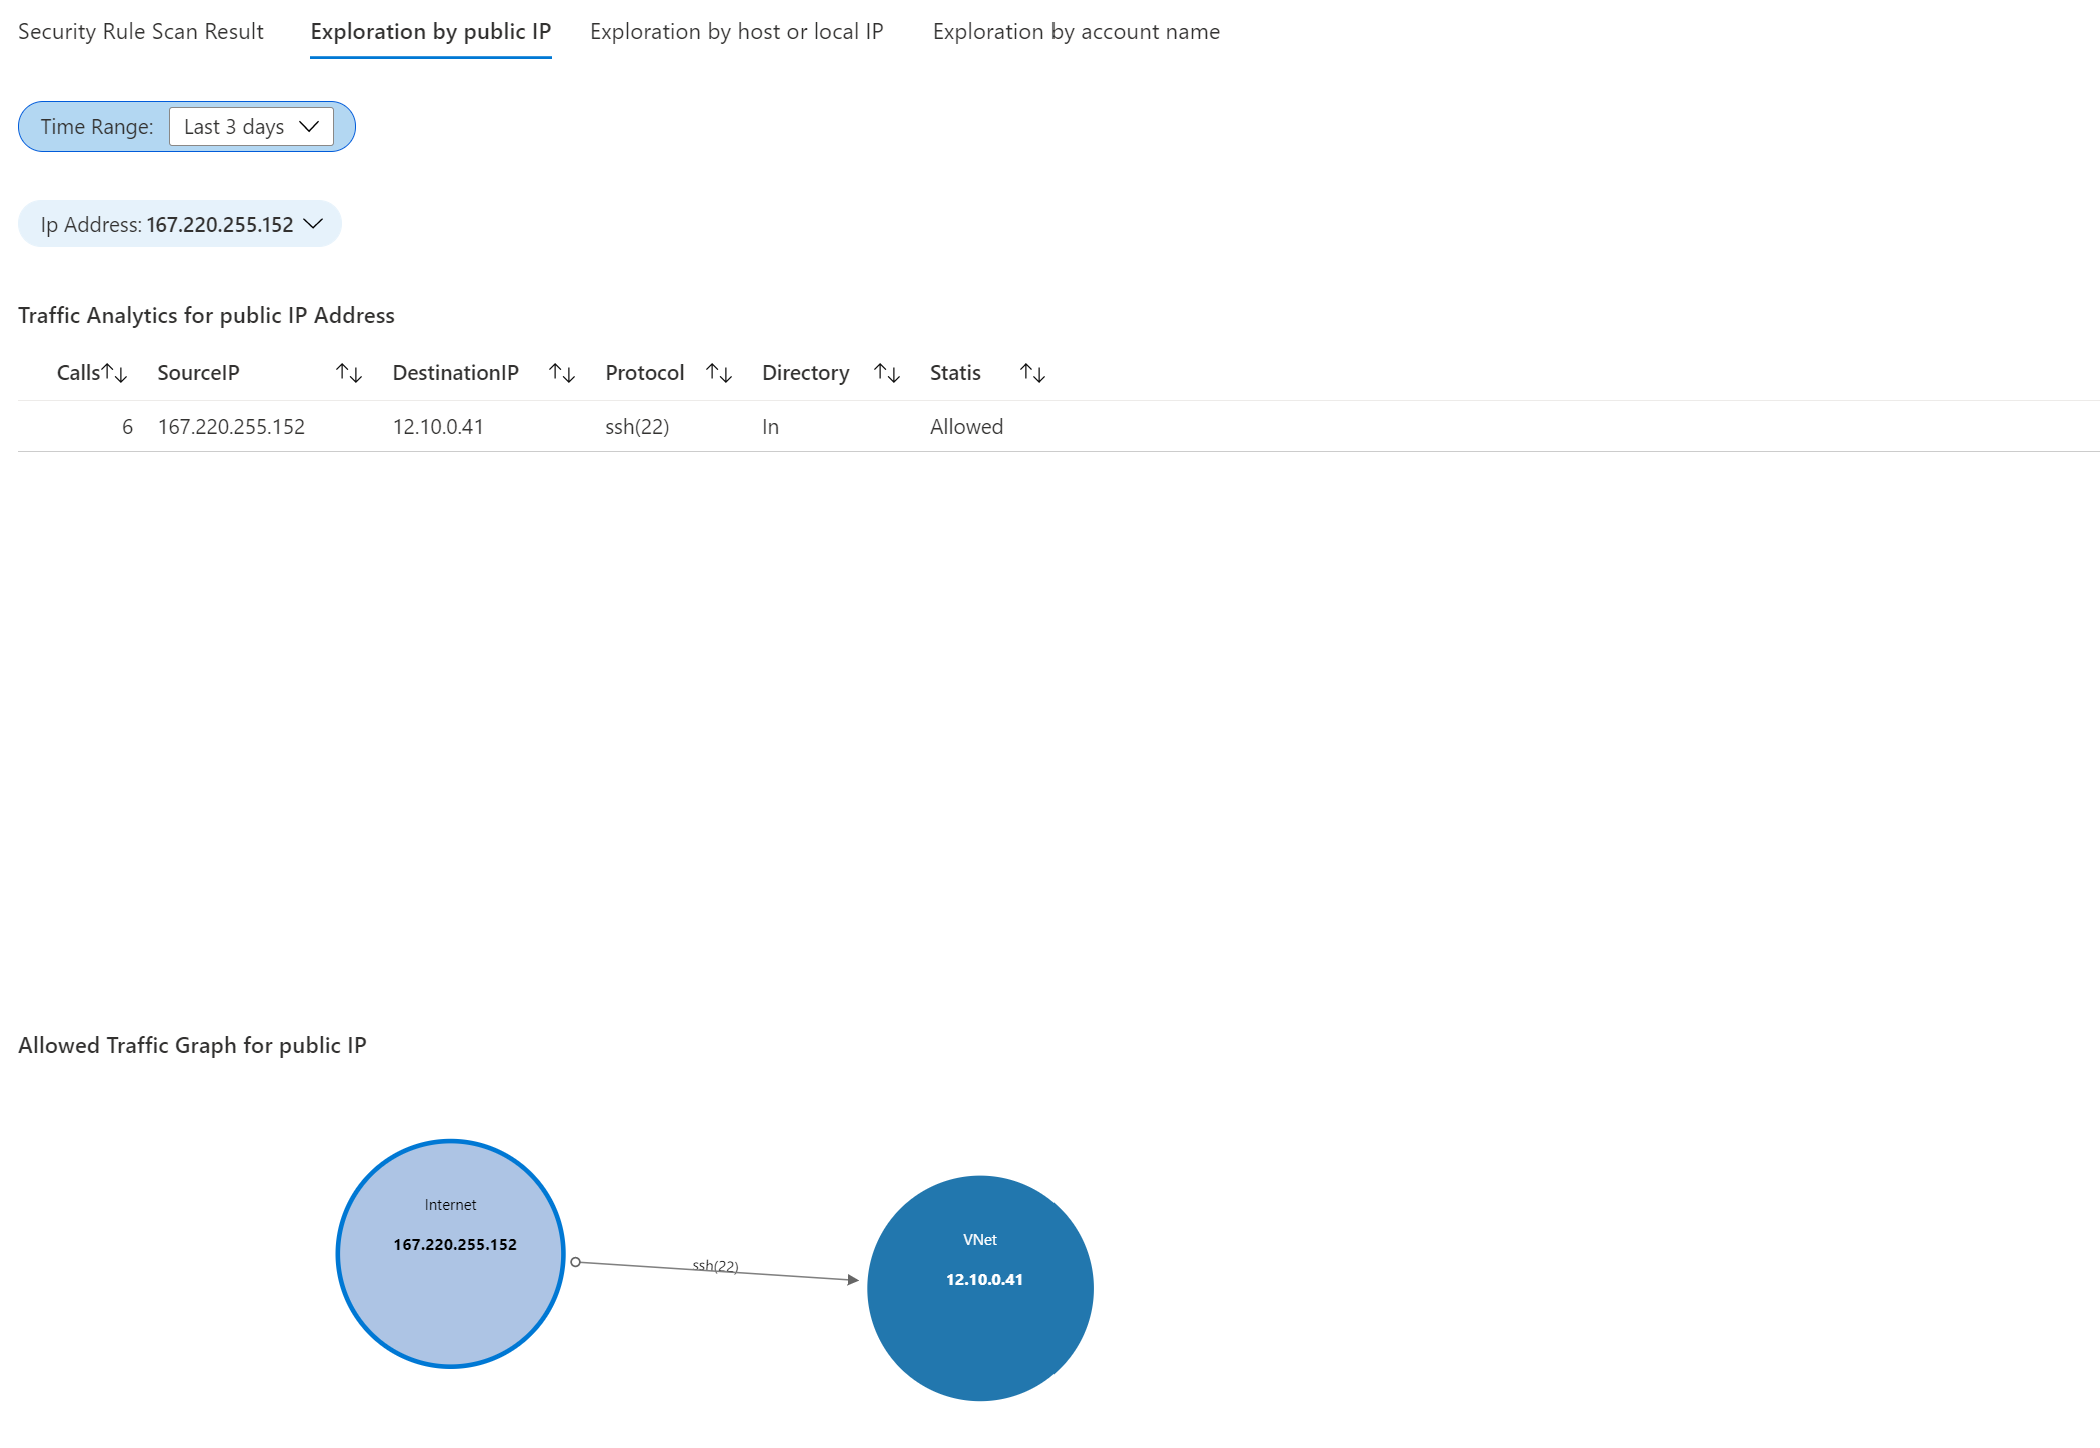 Security Rule Scan Result Exploration by public IP Exploration by host or local IP Exploration by account name
Time Range: Last 3 days
Ip Address: 167.220.255.152
Traffic Analytics for public IP Address
Calls SourceIP DestinationIP Protocol Directory Statis
6 167.220.255.152 12.10.0.41 ssh(22) In Allowed
Allowed Traffic Graph for public IP
Internet
167.220.255.152
ssh(22)
VNet
12.10.0.41